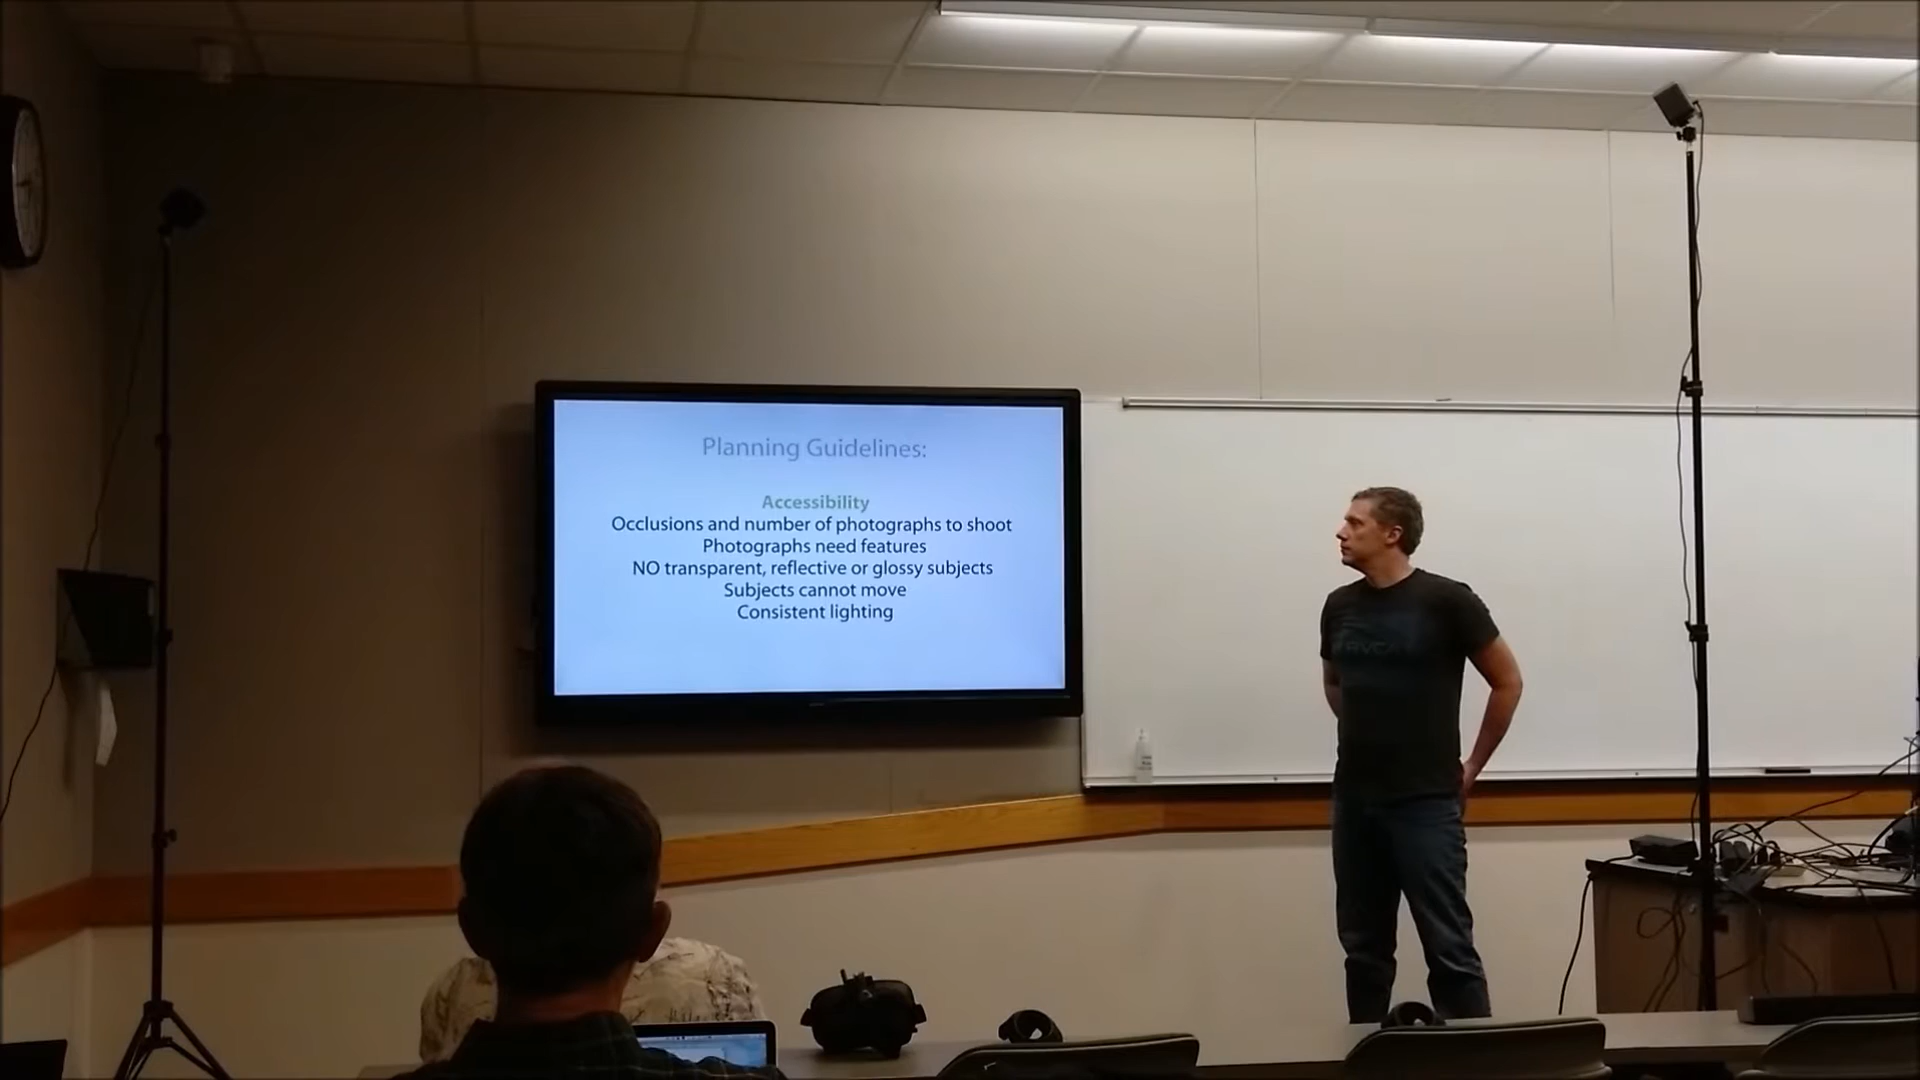 Planning Guidelines:
Accessibility
Occlusions and number of photographs to shoot
Photographs need features
NO transparent, reflective or glossy subjects
Subjects cannot move
Consistent lighting
RVCA